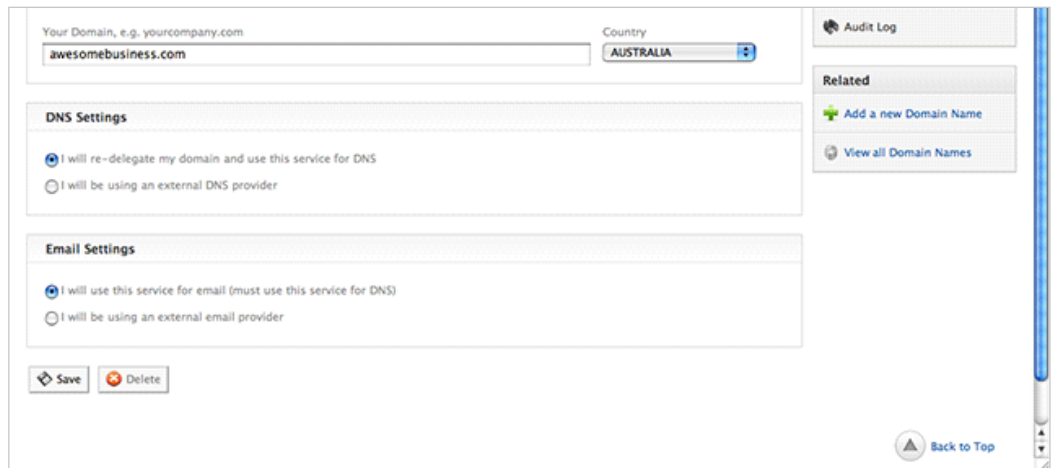 Your Domain, e.g. yourcompany.com
Country
awesomebusiness.com
AUSTRALIA
DNS Settings
I will re-delegate my domain and use this service for DNS
I will be using an external DNS provider
Email Settings
I will use this service for email (must use this service for DNS)
I will be using an external email provider
Save
Delete
Audit Log
Related
Add a new Domain Name
View all Domain Names
Back to Top